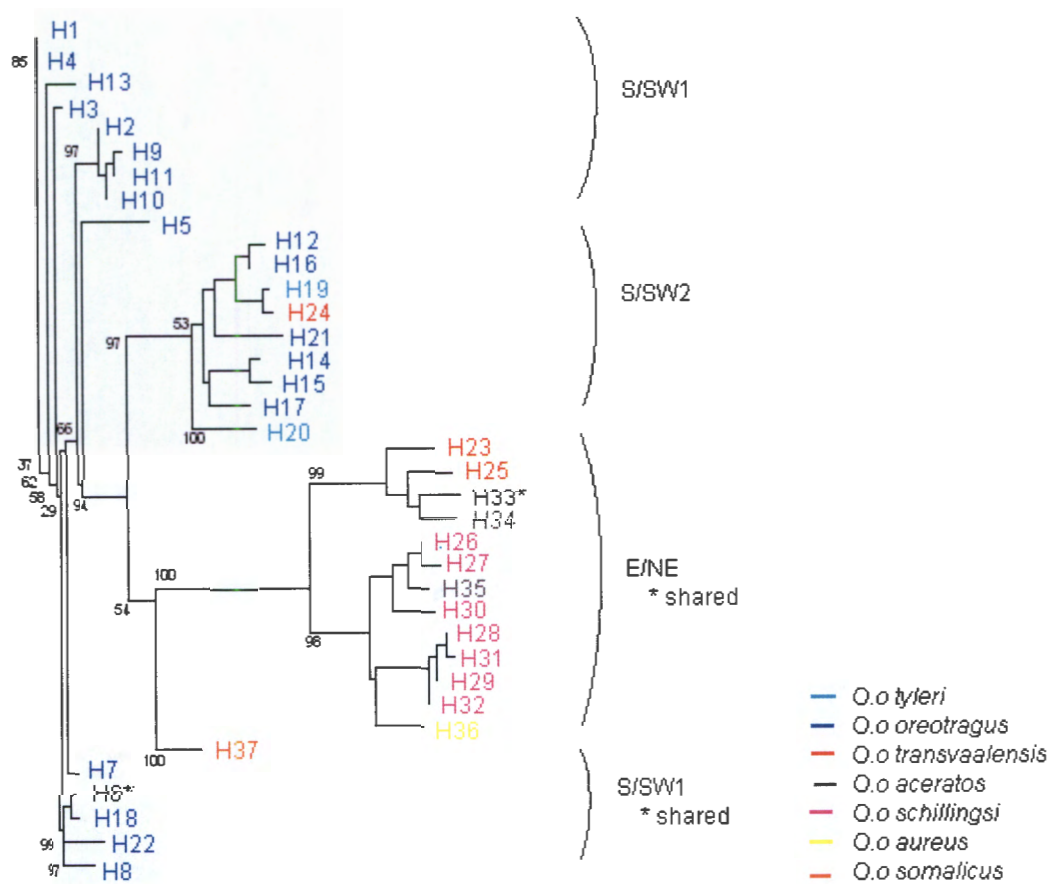 H1
85
H4
H13
H3
H2
97
H9
H11
H10
H5
H12
H16
H19
H24
53
97
H21
H14
H15
H17
100
H20
66
31
62
58
29
94
99
H23
H25
H33*
H34
H26
H27
100
H35
54
H30
98
H28
H31
H29
H32
H36
100
H37
H7
H6*
H18
99
H22
97
H8
S/SW1
S/SW2
E/NE
* shared
S/SW1
* shared
O.o tyleri
O.o oreotragus
O.o transvaalensis
O.o aceratos
O.o schillingsi
O.o aureus
O.o somalicus